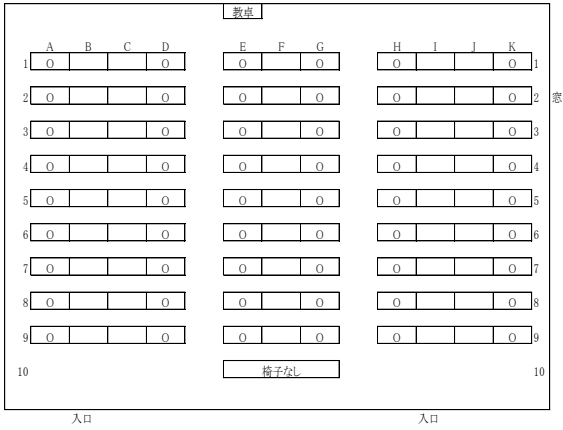 教卓
A B C D E F G H I J K
1 O O O O O O 1
2 O O O O O O 2 窓
3 O O O O O O 3
4 O O O O O O 4
5 O O O O O O 5
6 O O O O O O 6
7 O O O O O O 7
8 O O O O O O 8
9 O O O O O O 9
10 椅子なし 10
入口 入口